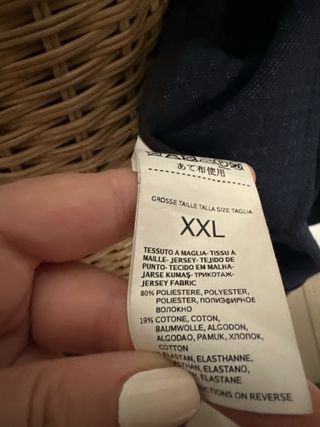 あて布使用
GRÖSSE TAILLE TALLA SIZE TAGLIA
XXL
TESSUTO A MAGLIA- TISSU À
MAILLE- JERSEY- TEJIDO DE
PUNTO- TECIDO EM MALHA-
JARSE KUMAŞ- ТРИКОТАЖ-
JERSEY FABRIC
80% POLIESTERE, POLYESTER,
POLIESTER, ПОЛИЭФИРНОЕ
ВОЛОКНО
19% COTONE, COTON,
BAUMWOLLE, ALGODON,
ALGODAO, PAMUK, ХЛОПОК,
COTTON
ELASTAN, ELASTHANNE,
ELASTANO,
ELASTANE
ON REVERSE